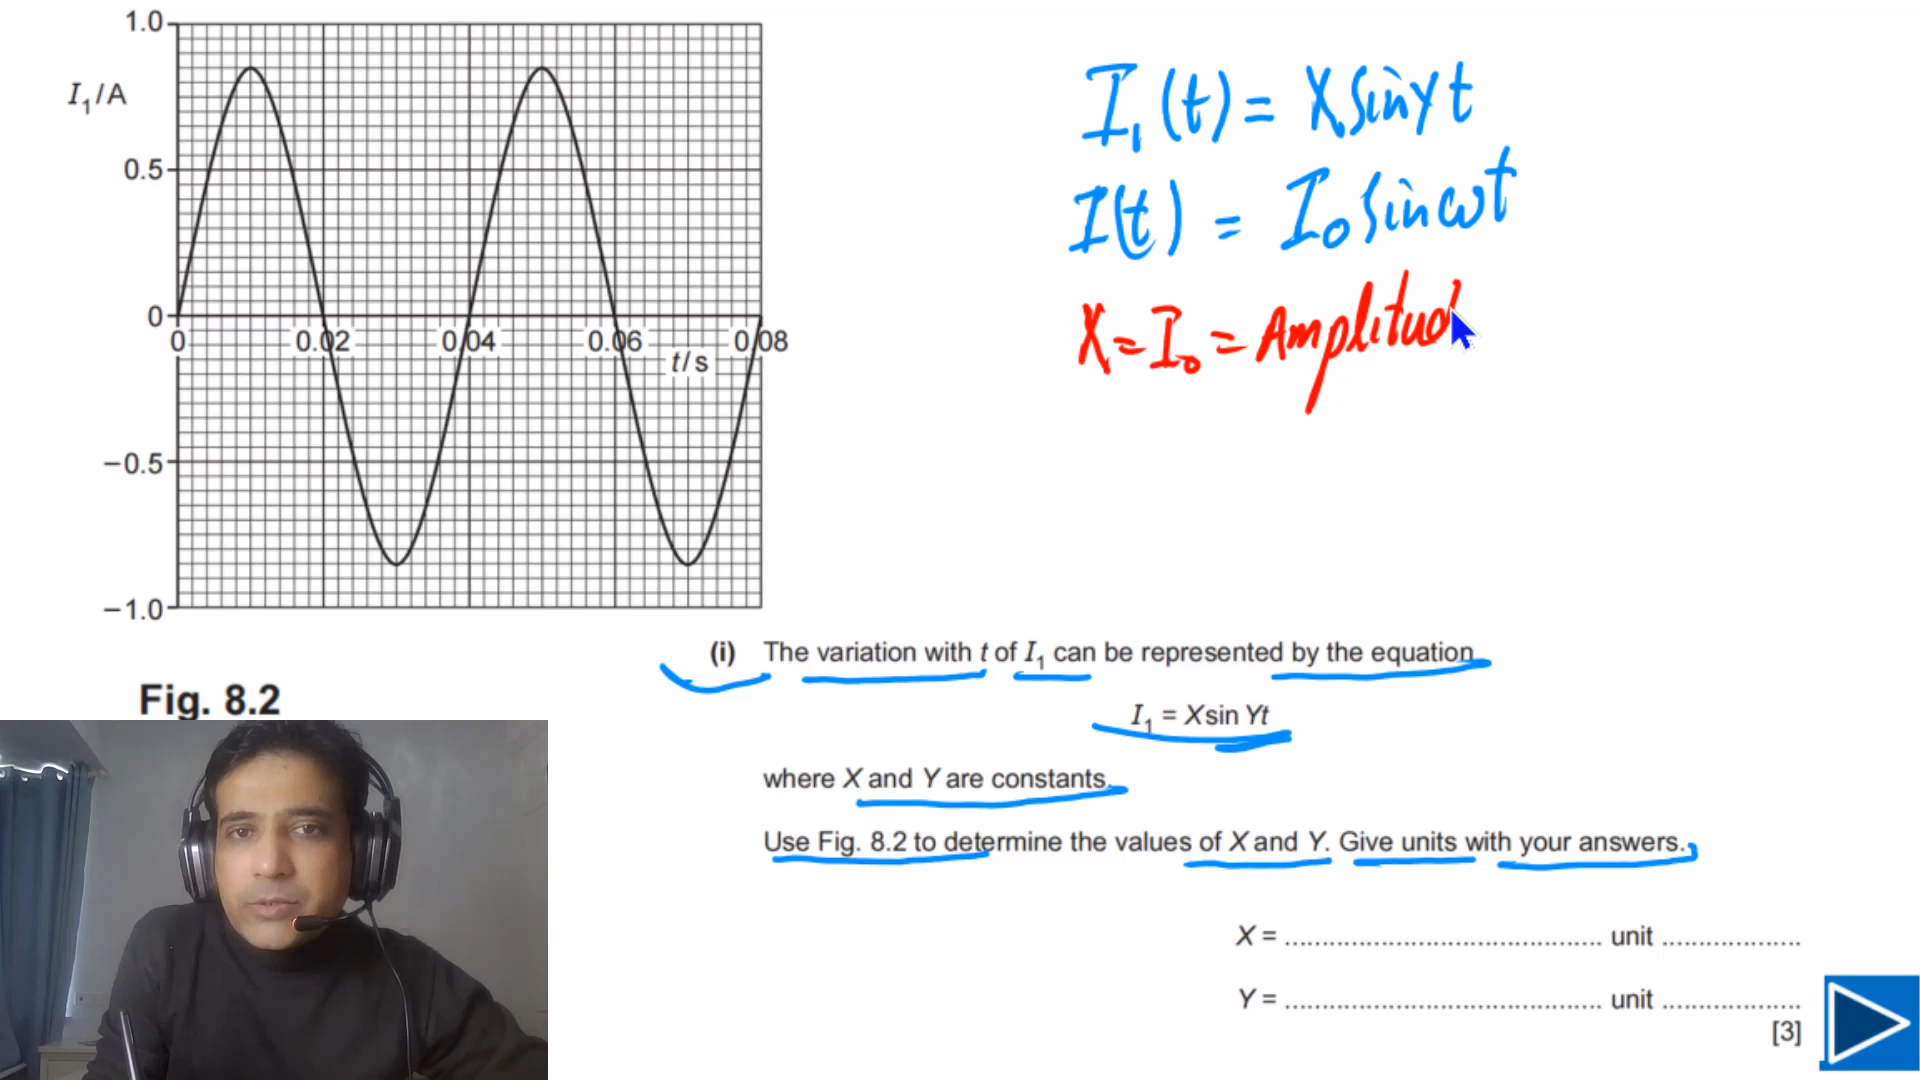 1.0
I₁/A
0.5
0
0 0.02 0.04 0.06 0.08
t/s
−0.5
−1.0
Fig. 8.2
I₁(t) = X sin Y t
I(t) = I₀ sin ωt
X = I₀ = Amplitud
(i) The variation with t of I₁ can be represented by the equation
I₁ = X sin Yt
where X and Y are constants.
Use Fig. 8.2 to determine the values of X and Y. Give units with your answers.
X = .......................................... unit ...................
Y = .......................................... unit ...................
[3]